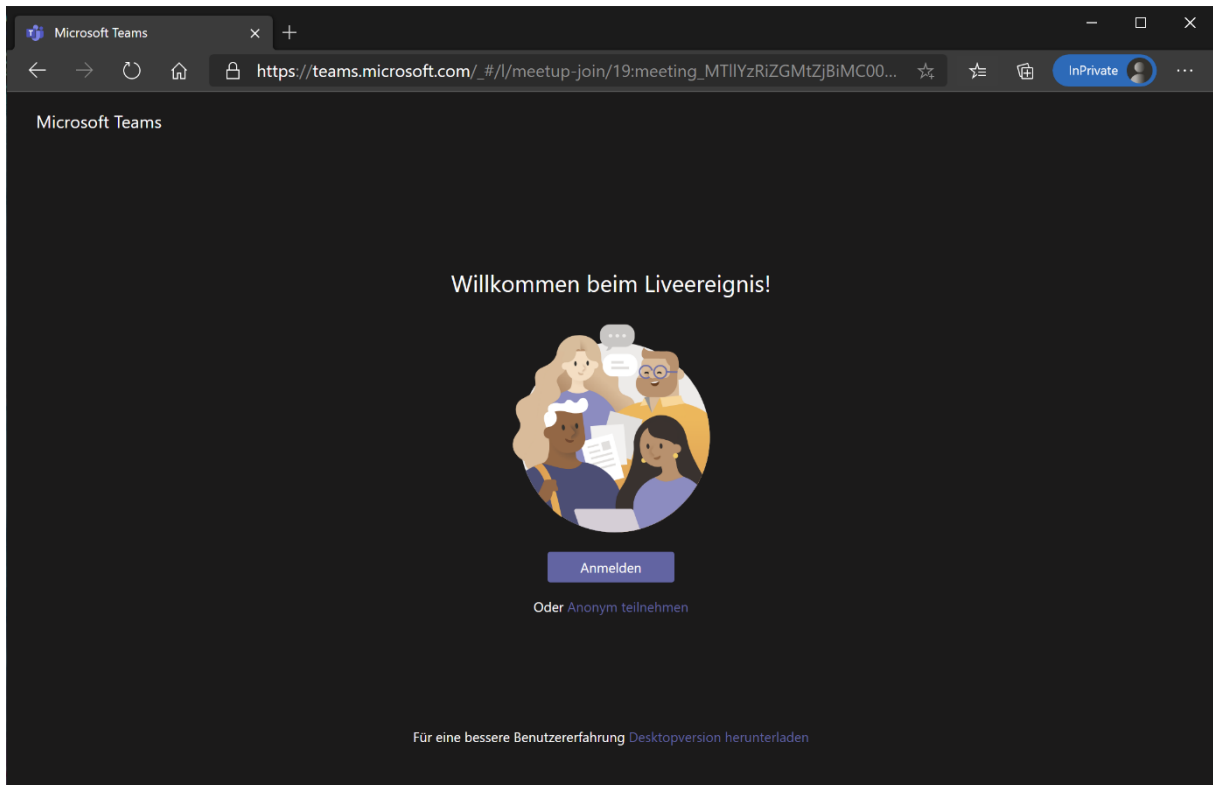 Microsoft Teams
https://teams.microsoft.com/_#/l/meetup-join/19:meeting_MTllYzRiZGMtZjBiMC00...
InPrivate
Microsoft Teams
Willkommen beim Liveereignis!
Anmelden
Oder Anonym teilnehmen
Für eine bessere Benutzererfahrung Desktopversion herunterladen